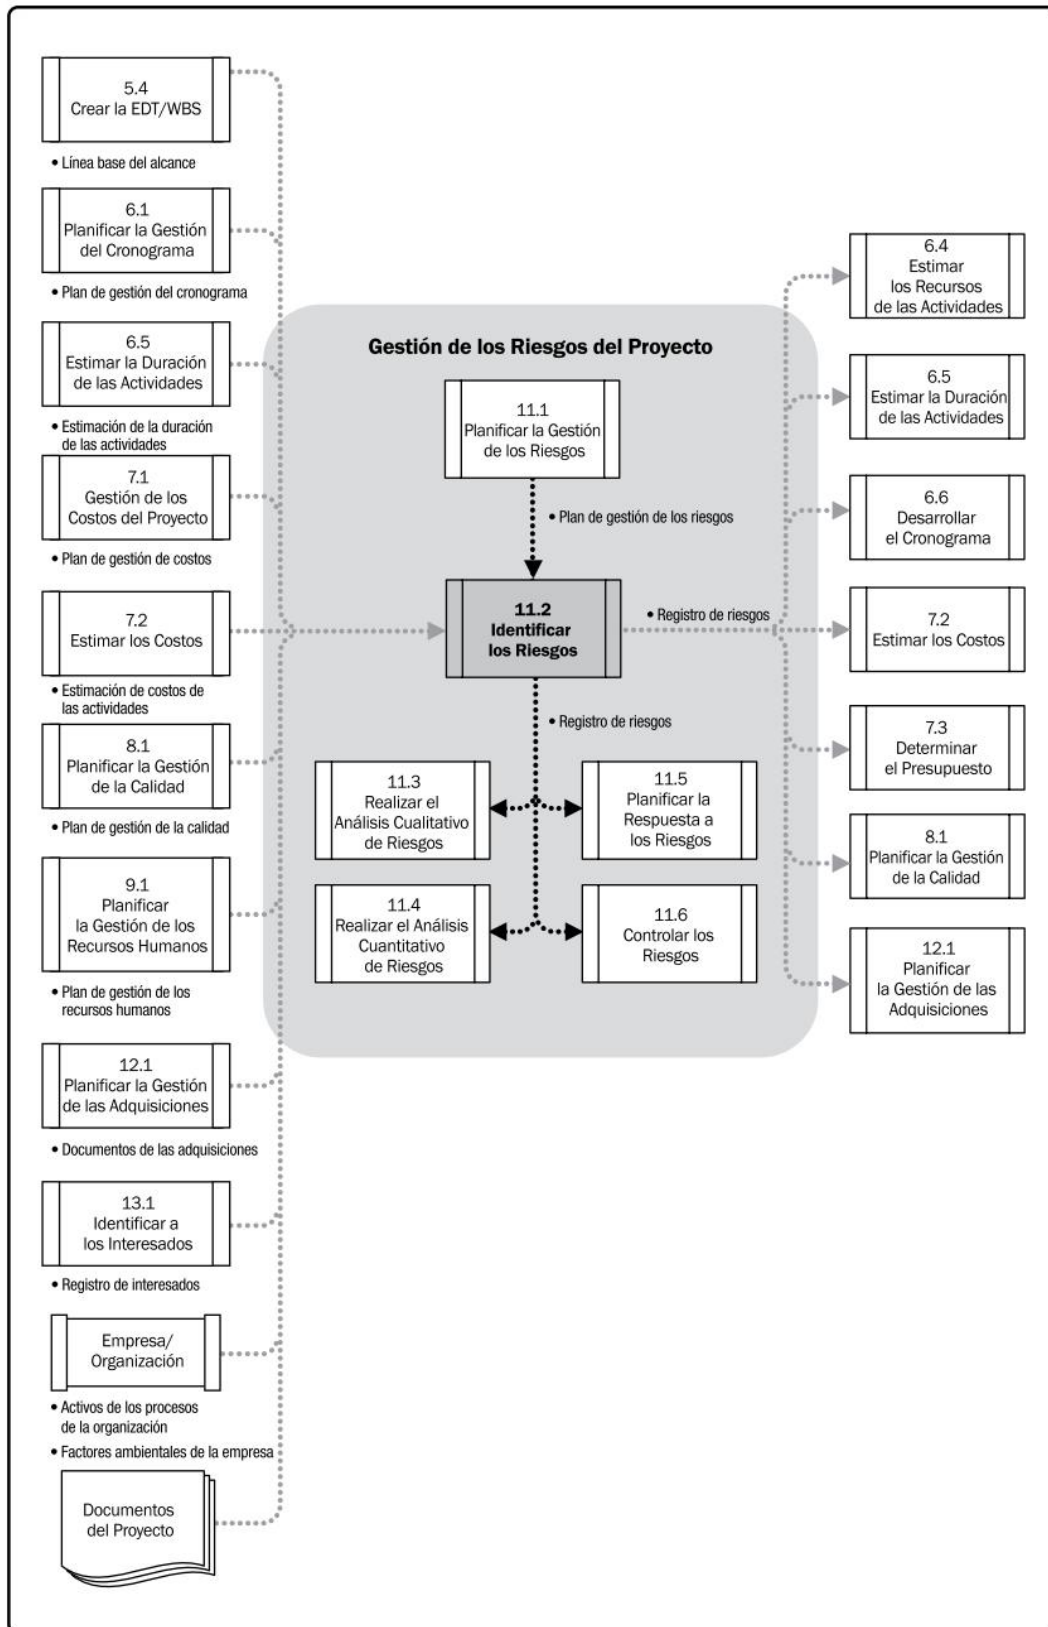 5.4
Crear la EDT/WBS
• Línea base del alcance
6.1
Planificar la Gestión
del Cronograma
• Plan de gestión del cronograma
6.5
Estimar la Duración
de las Actividades
• Estimación de la duración
de las actividades
7.1
Gestión de los
Costos del Proyecto
• Plan de gestión de costos
7.2
Estimar los Costos
• Estimación de costos de
las actividades
8.1
Planificar la Gestión
de la Calidad
• Plan de gestión de la calidad
9.1
Planificar
la Gestión de los
Recursos Humanos
• Plan de gestión de los
recursos humanos
12.1
Planificar la Gestión
de las Adquisiciones
• Documentos de las adquisiciones
13.1
Identificar a
los Interesados
• Registro de interesados
Empresa/
Organización
• Activos de los procesos
de la organización
• Factores ambientales de la empresa
Documentos
del Proyecto
Gestión de los Riesgos del Proyecto
11.1
Planificar la Gestión
de los Riesgos
• Plan de gestión de los riesgos
11.2
Identificar
los Riesgos
• Registro de riesgos
• Registro de riesgos
11.3
Realizar el
Análisis Cualitativo
de Riesgos
11.5
Planificar la
Respuesta a
los Riesgos
11.4
Realizar el Análisis
Cuantitativo
de Riesgos
11.6
Controlar los
Riesgos
6.4
Estimar
los Recursos
de las Actividades
6.5
Estimar la Duración
de las Actividades
6.6
Desarrollar
el Cronograma
7.2
Estimar los Costos
7.3
Determinar
el Presupuesto
8.1
Planificar la Gestión
de la Calidad
12.1
Planificar
la Gestión de las
Adquisiciones